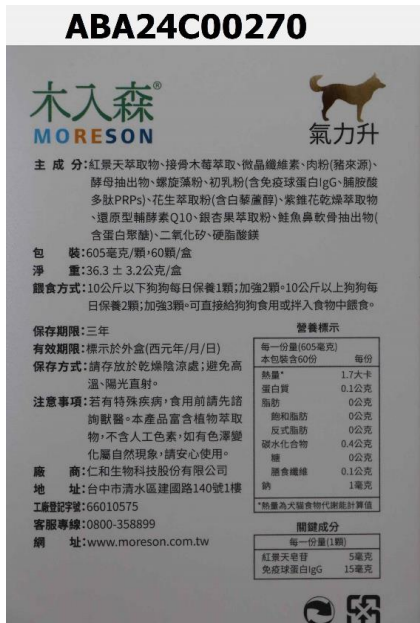 ABA24C00270
木入森®
MORESON
氣力升
主成分:紅景天萃取物、接骨木莓萃取、微晶纖維素、肉粉(豬來源)、
酵母抽出物、螺旋藻粉、初乳粉(含免疫球蛋白IgG、脯胺酸
多肽PRPs)、花生萃取粉(含白藜蘆醇)、紫錐花乾燥萃取物
、還原型輔酵素Q10、銀杏果萃取粉、鮭魚鼻軟骨抽出物(
含蛋白聚醣)、二氧化矽、硬脂酸鎂
包裝:605毫克/顆,60顆/盒
淨重:36.3 ± 3.2公克/盒
餵食方式:10公斤以下狗狗每日保養1顆;加強2顆。10公斤以上狗狗每
日保養2顆;加強3顆。可直接給狗狗食用或拌入食物中餵食。
保存期限:三年
有效期限:標示於外盒(西元年/月/日)
保存方式:請存放於乾燥陰涼處;避免高
溫、陽光直射。
注意事項:若有特殊疾病,食用前請先諮
詢獸醫。本產品富含植物萃取
物,不含人工色素,如有色澤變
化屬自然現象,請安心使用。
廠商:仁和生物科技股份有限公司
地址:台中市清水區建國路140號1樓
工廠登記字號:66010575
客服專線:0800-358899
網址:www.moreson.com.tw
營養標示
每一份量(605毫克)
本包裝含60份 每份
熱量* 1.7大卡
蛋白質 0.1公克
脂肪 0公克
飽和脂肪 0公克
反式脂肪 0公克
碳水化合物 0.4公克
糖 0公克
膳食纖維 0.1公克
鈉 1毫克
*熱量為犬貓食物代謝能計算值
關鍵成分
每一份量(1顆)
紅景天皂苷 5毫克
免疫球蛋白IgG 15毫克